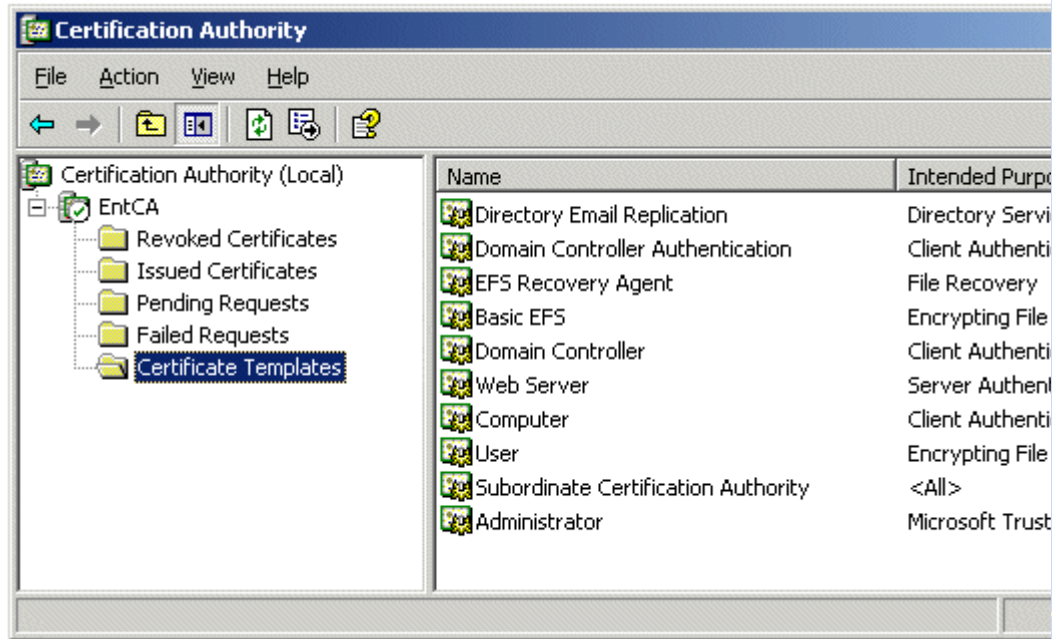 Certification Authority
File Action View Help
Certification Authority (Local)
EntCA
Revoked Certificates
Issued Certificates
Pending Requests
Failed Requests
Certificate Templates
Name Intended Purpo
Directory Email Replication Directory Servi
Domain Controller Authentication Client Authenti
EFS Recovery Agent File Recovery
Basic EFS Encrypting File
Domain Controller Client Authenti
Web Server Server Authent
Computer Client Authenti
User Encrypting File
Subordinate Certification Authority <All>
Administrator Microsoft Trust